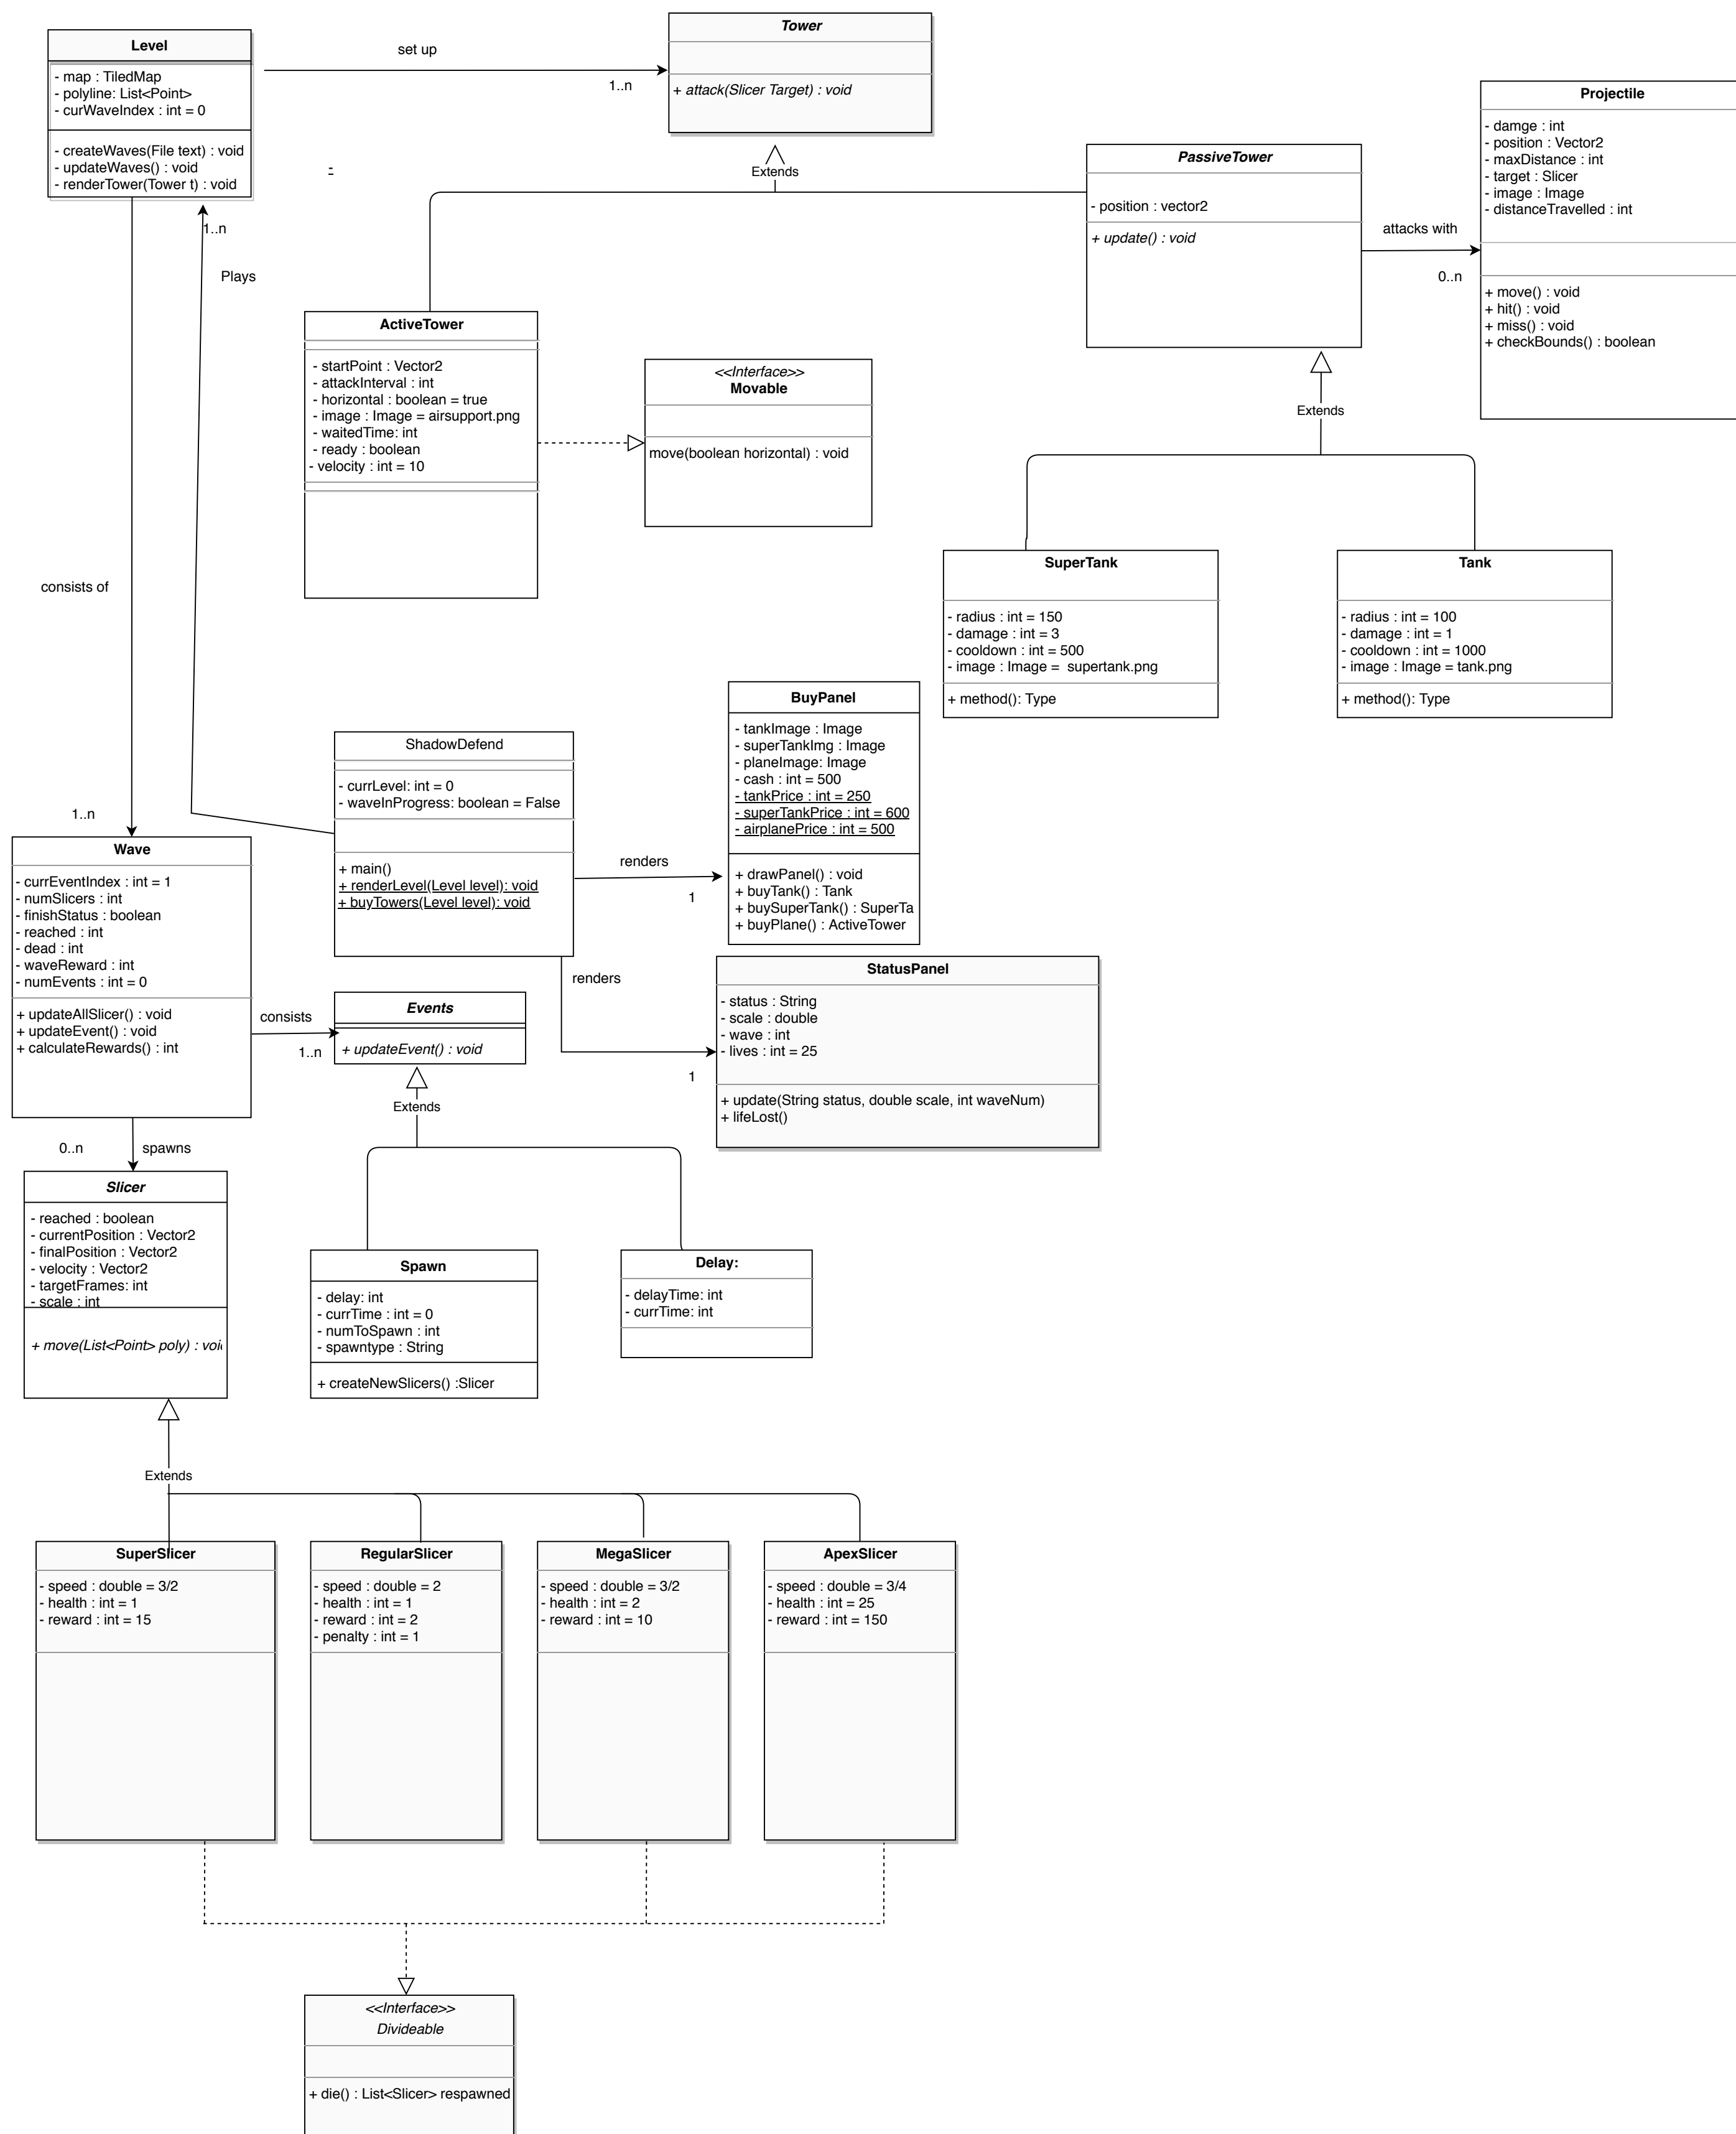 Level
- map : TiledMap
- polyline: List<Point>
- curWaveIndex : int = 0
- createWaves(File text) : void
- updateWaves() : void
- renderTower(Tower t) : void
set up
1..n
Tower
+ attack(Slicer Target) : void
Extends
-
1..n
Plays
PassiveTower
- position : vector2
+ update() : void
attacks with
0..n
Projectile
- damge : int
- position : Vector2
- maxDistance : int
- target : Slicer
- image : Image
- distanceTravelled : int
+ move() : void
+ hit() : void
+ miss() : void
+ checkBounds() : boolean
ActiveTower
- startPoint : Vector2
- attackInterval : int
- horizontal : boolean = true
- image : Image = airsupport.png
- waitedTime: int
- ready : boolean
- velocity : int = 10
<<Interface>>
Movable
move(boolean horizontal) : void
Extends
SuperTank
- radius : int = 150
- damage : int = 3
- cooldown : int = 500
- image : Image =  supertank.png
+ method(): Type
Tank
- radius : int = 100
- damage : int = 1
- cooldown : int = 1000
- image : Image = tank.png
+ method(): Type
consists of
1..n
ShadowDefend
- currLevel: int = 0
- waveInProgress: boolean = False
+ main()
+ renderLevel(Level level): void
+ buyTowers(Level level): void
renders
1
BuyPanel
- tankImage : Image
- superTankImg : Image
- planeImage: Image
- cash : int = 500
- tankPrice : int = 250
- superTankPrice : int = 600
- airplanePrice : int = 500
+ drawPanel() : void
+ buyTank() : Tank
+ buySuperTank() : SuperTa
+ buyPlane() : ActiveTower
renders
1
StatusPanel
- status : String
- scale : double
- wave : int
- lives : int = 25
+ update(String status, double scale, int waveNum)
+ lifeLost()
Wave
- currEventIndex : int = 1
- numSlicers : int
- finishStatus : boolean
- reached : int
- dead : int
- waveReward : int
- numEvents : int = 0
+ updateAllSlicer() : void
+ updateEvent() : void
+ calculateRewards() : int
consists
1..n
Events
+ updateEvent() : void
Extends
0..n
spawns
Slicer
- reached : boolean
- currentPosition : Vector2
- finalPosition : Vector2
- velocity : Vector2
- targetFrames: int
- scale : int
+ move(List<Point> poly) : voi
Spawn
- delay: int
- currTime : int = 0
- numToSpawn : int
- spawntype : String
+ createNewSlicers() :Slicer
Delay:
- delayTime: int
- currTime: int
Extends
SuperSlicer
- speed : double = 3/2
- health : int = 1
- reward : int = 15
RegularSlicer
- speed : double = 2
- health : int = 1
- reward : int = 2
- penalty : int = 1
MegaSlicer
- speed : double = 3/2
- health : int = 2
- reward : int = 10
ApexSlicer
- speed : double = 3/4
- health : int = 25
- reward : int = 150
<<Interface>>
Divideable
+ die() : List<Slicer> respawned